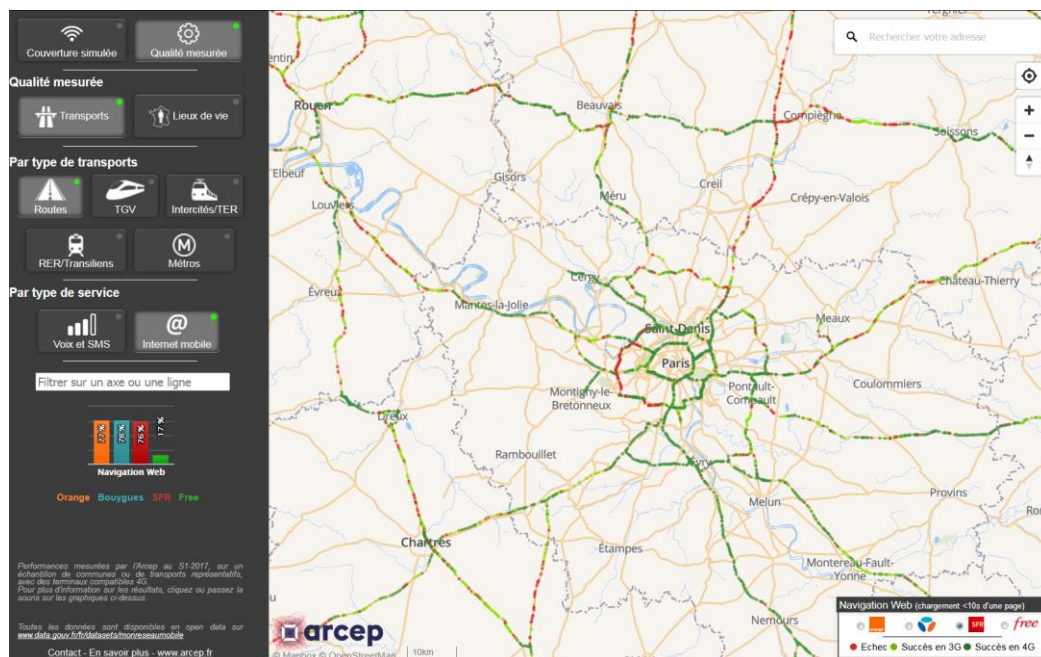 Couverture simulée
Qualité mesurée
Qualité mesurée
Transports
Lieux de vie
Par type de transports
Routes
TGV
Intercités/TER
RER/Transiliens
Métros
Par type de service
Voix et SMS
Internet mobile
Filtrer sur un axe ou une ligne
77 %
78 %
76 %
17 %
Navigation Web
Orange Bouygues SFR Free
Performances mesurées par l'Arcep au S1-2017, sur un
échantillon de communes ou de transports représentatifs,
avec des terminaux compatibles 4G.
Pour plus d'information sur les résultats, cliquez ou passez la
souris sur les graphiques ci-dessus.
Toutes les données sont disponibles en open data sur
www.data.gouv.fr/fr/datasets/monreseaumobile
Contact - En savoir plus - www.arcep.fr
Rechercher votre adresse
Rouen
Beauvais
Compiègne
Soissons
Elbeuf
Gisors
Creil
Louviers
Méru
Crépy-en-Valois
Cergy
Château-Thierry
Évreux
Mantes-la-Jolie
Saint-Denis
Meaux
Paris
Montigny-le-
Bretonneux
Pontault-
Combault
Coulommiers
Dreux
Rambouillet
Évry
Melun
Provins
Chartres
Étampes
Montereau-Fault-
Yonne
Nemours
arcep
© Mapbox © OpenStreetMap
10km
Navigation Web (chargement <10s d'une page)
orange
SFR
free
Echec
Succès en 3G
Succès en 4G